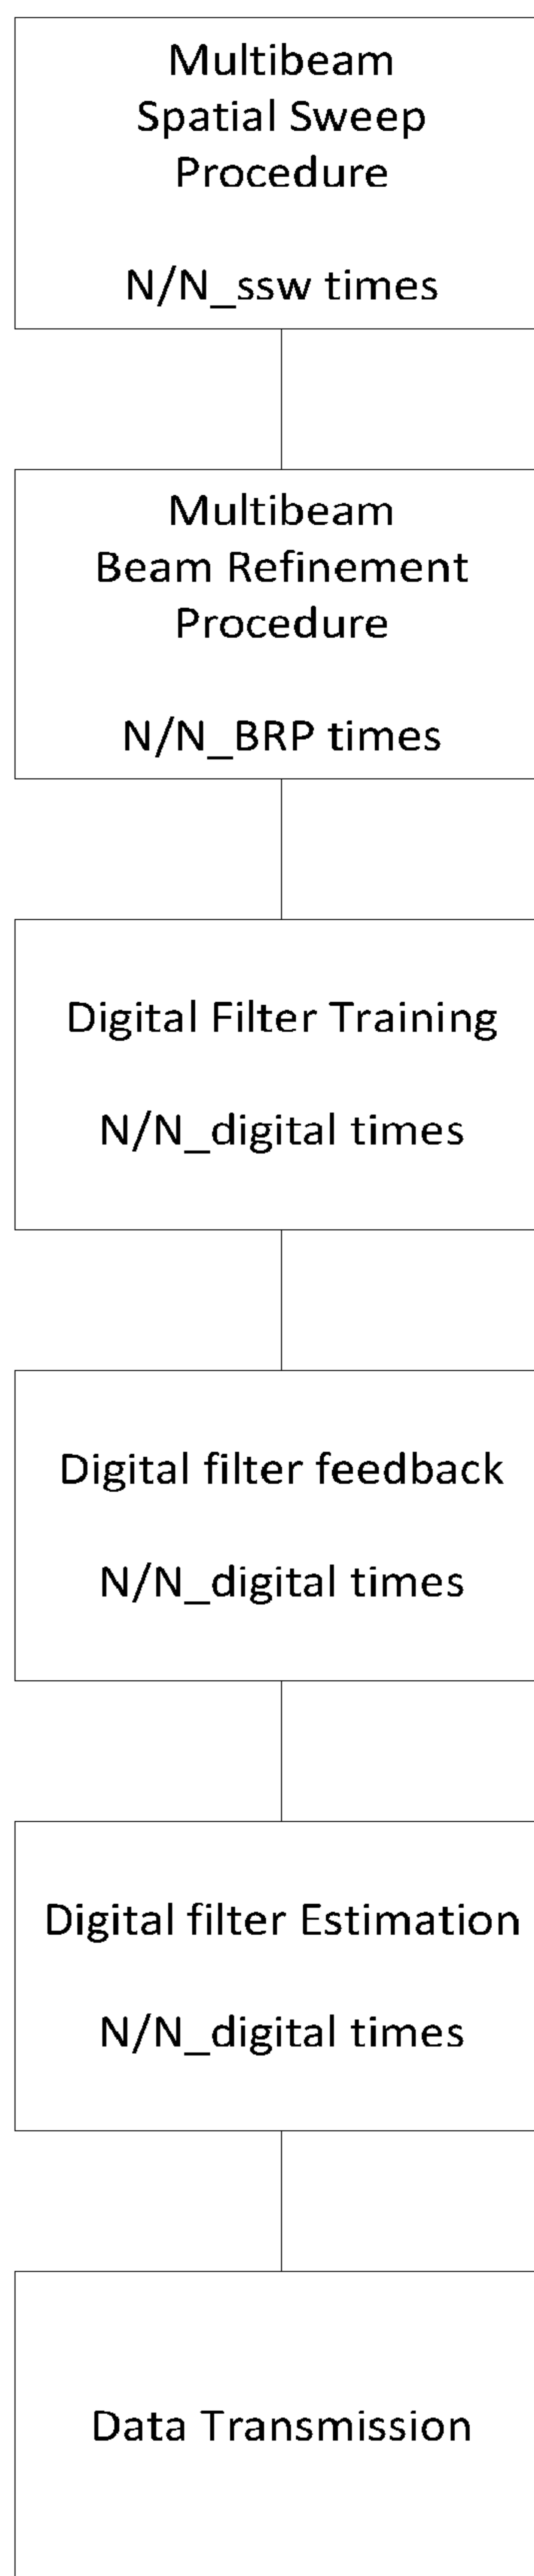 Multibeam
Spatial Sweep
Procedure
N/N_ssw times
Multibeam
Beam Refinement
Procedure
N/N_BRP times
Digital Filter Training
N/N_digital times
Digital filter feedback
N/N_digital times
Digital filter Estimation
N/N_digital times
Data Transmission